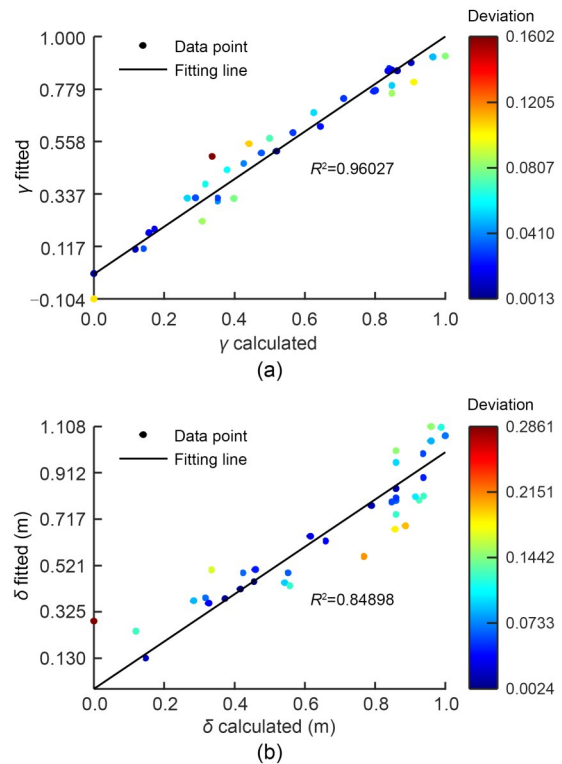 Deviation
1.000
0.779
0.558
0.337
0.117
−0.104
γ fitted
Data point
Fitting line
R²=0.96027
0.1602
0.1205
0.0807
0.0410
0.0013
0.0 0.2 0.4 0.6 0.8 1.0
γ calculated
(a)
Deviation
1.108
0.912
0.717
0.521
0.325
0.130
δ fitted (m)
Data point
Fitting line
R²=0.84898
0.2861
0.2151
0.1442
0.0733
0.0024
0.0 0.2 0.4 0.6 0.8 1.0
δ calculated (m)
(b)